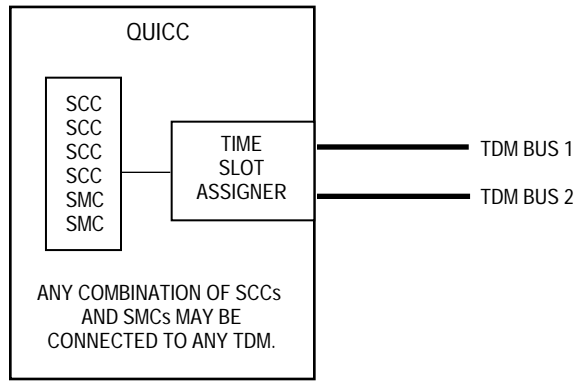 QUICC
SCC
SCC
SCC
SCC
SMC
SMC
TIME
SLOT
ASSIGNER
TDM BUS 1
TDM BUS 2
ANY COMBINATION OF SCCs
AND SMCs MAY BE
CONNECTED TO ANY TDM.